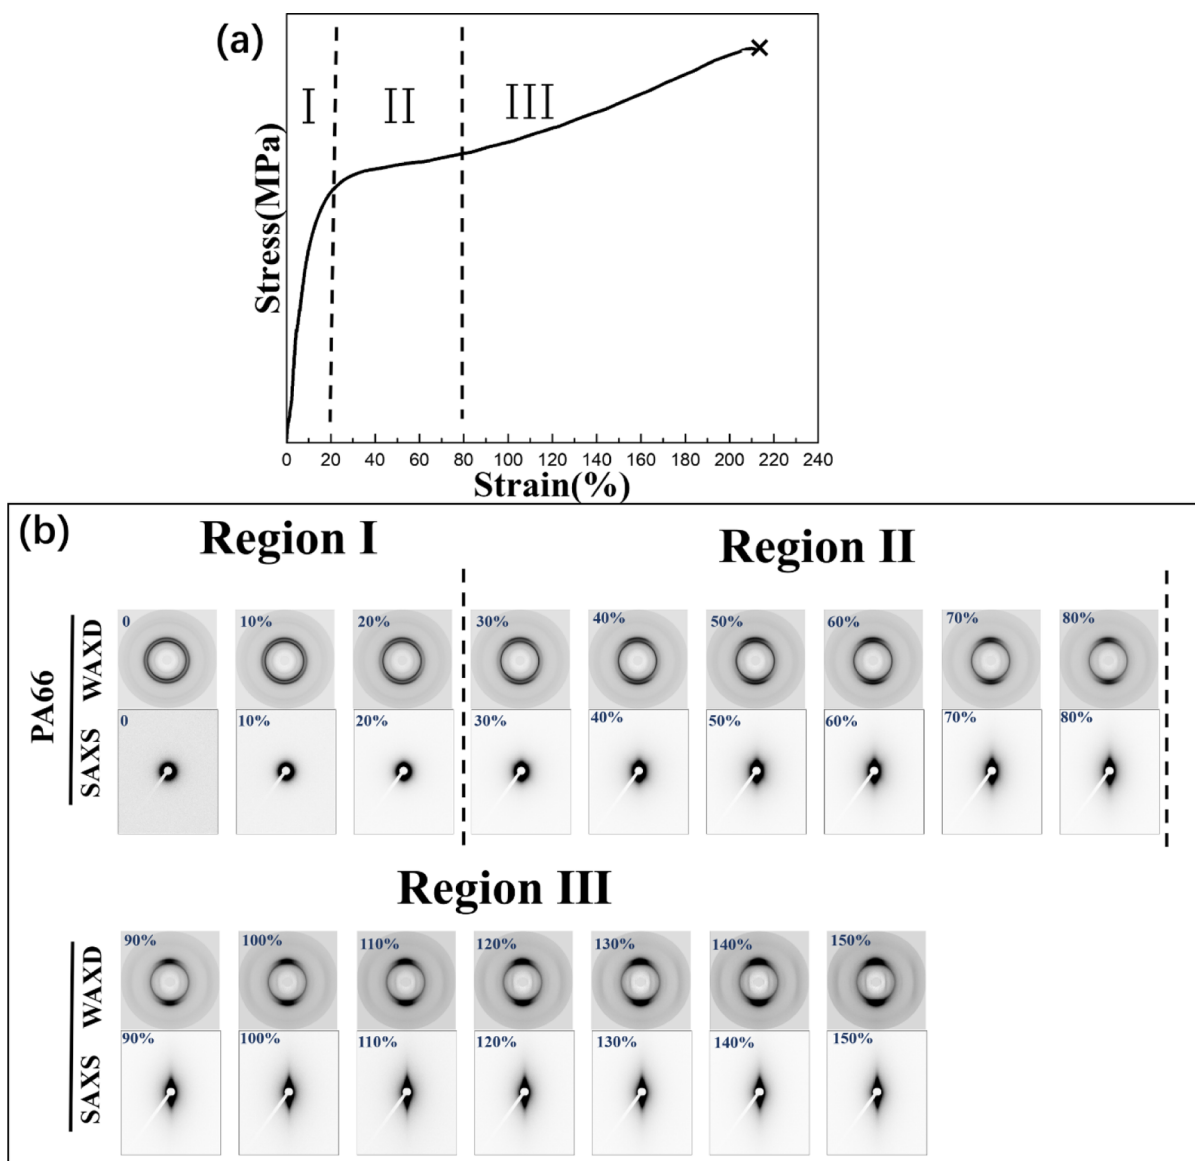 (a)
I
II
III
Stress(MPa)
0 20 40 60 80 100 120 140 160 180 200 220 240
Strain(%)
(b)
Region I
Region II
PA66
WAXD
0 10% 20% 30% 40% 50% 60% 70% 80%
SAXS
0 10% 20% 30% 40% 50% 60% 70% 80%
Region III
WAXD
90% 100% 110% 120% 130% 140% 150%
SAXS
90% 100% 110% 120% 130% 140% 150%